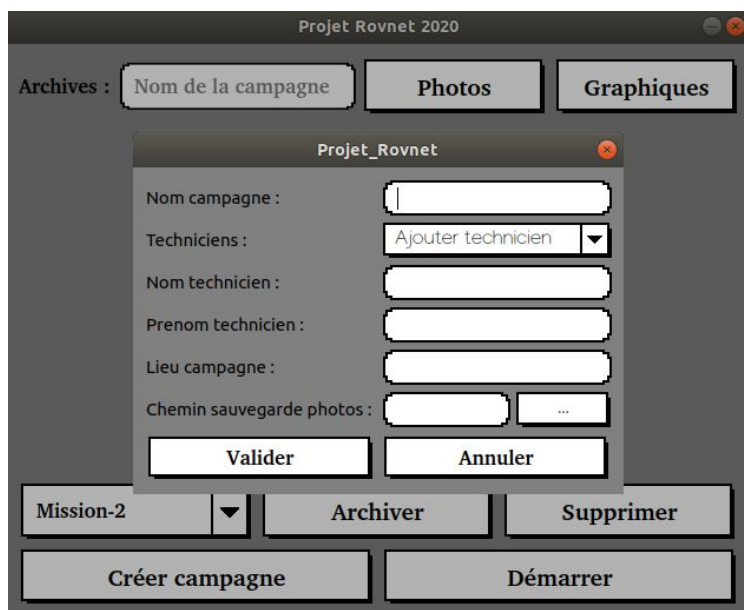 Projet Rovnet 2020
Archives : Nom de la campagne Photos Graphiques
Projet_Rovnet
Nom campagne :
Techniciens : Ajouter technicien
Nom technicien :
Prenom technicien :
Lieu campagne :
Chemin sauvegarde photos : ...
Valider Annuler
Mission-2 Archiver Supprimer
Créer campagne Démarrer